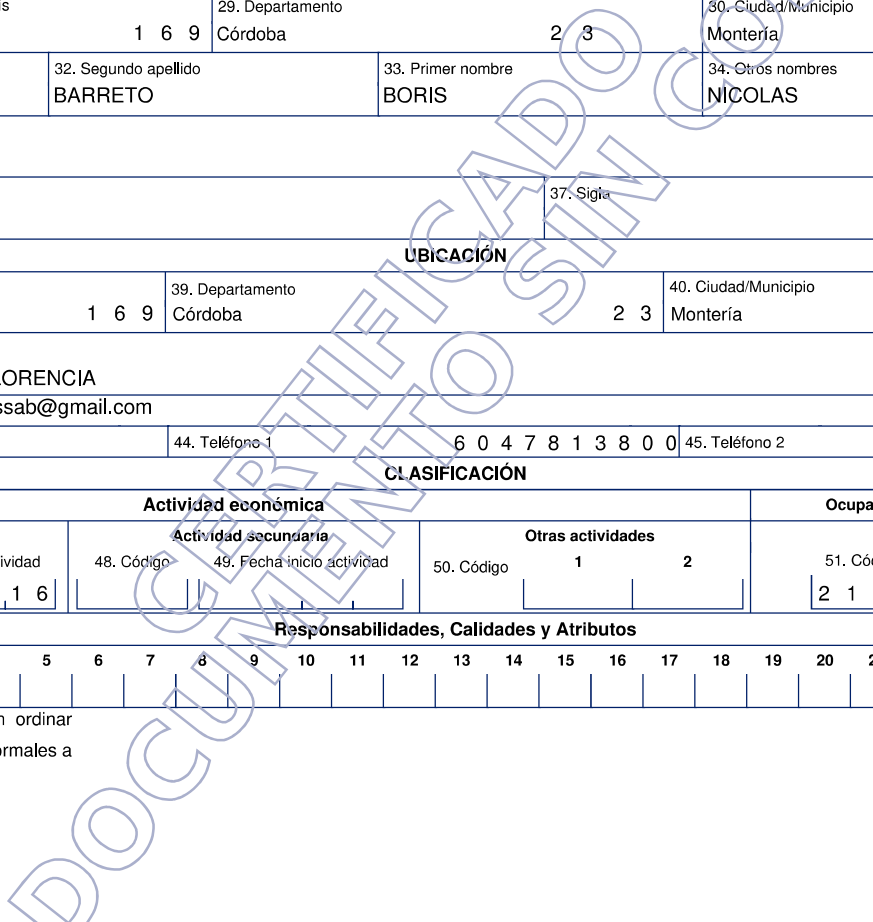 29. Departamento 30. Ciudad/Municipio
1 6 9 Córdoba 2 3 Montería
32. Segundo apellido 33. Primer nombre 34. Otros nombres
BARRETO BORIS NICOLAS
37. Sigla
UBICACIÓN
39. Departamento 40. Ciudad/Municipio
1 6 9 Córdoba 2 3 Montería
LORENCIA
ssab@gmail.com
44. Teléfono 1 6 0 4 7 8 1 3 8 0 0 45. Teléfono 2
CLASIFICACIÓN
Actividad económica Ocupa
Actividad secundaria Otras actividades
ividad 48. Código 49. Fecha inicio actividad 50. Código 1 2 51. Có
1 6 2 1
Responsabilidades, Calidades y Atributos
5 6 7 8 9 10 11 12 13 14 15 16 17 18 19 20 2
ordinar
ormales a
CERTIFICADO
DOCUMENTO SIN CO